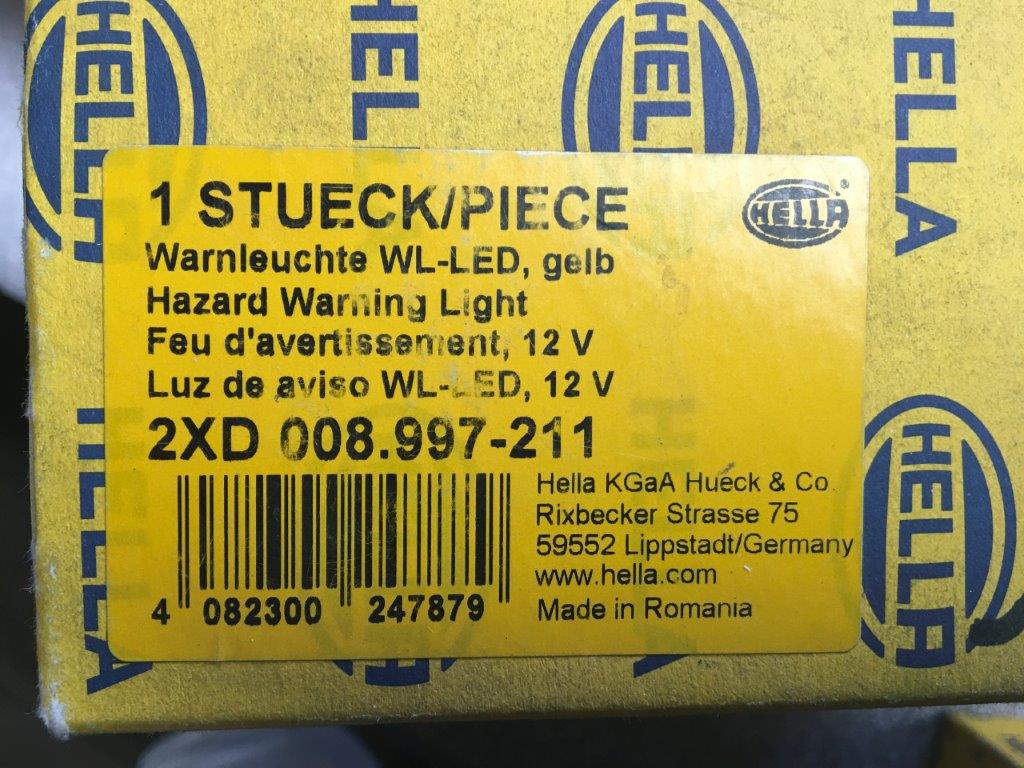 HELLA
HELLA
HELLA
HELLA
1 STUECK/PIECE
HELLA®
Warnleuchte WL-LED, gelb
Hazard Warning Light
Feu d'avertissement, 12 V
Luz de aviso WL-LED, 12 V
2XD 008.997-211
Hella KGaA Hueck & Co.
Rixbecker Strasse 75
59552 Lippstadt/Germany
www.hella.com
Made in Romania
4 082300 247879
HELLA
HELLA